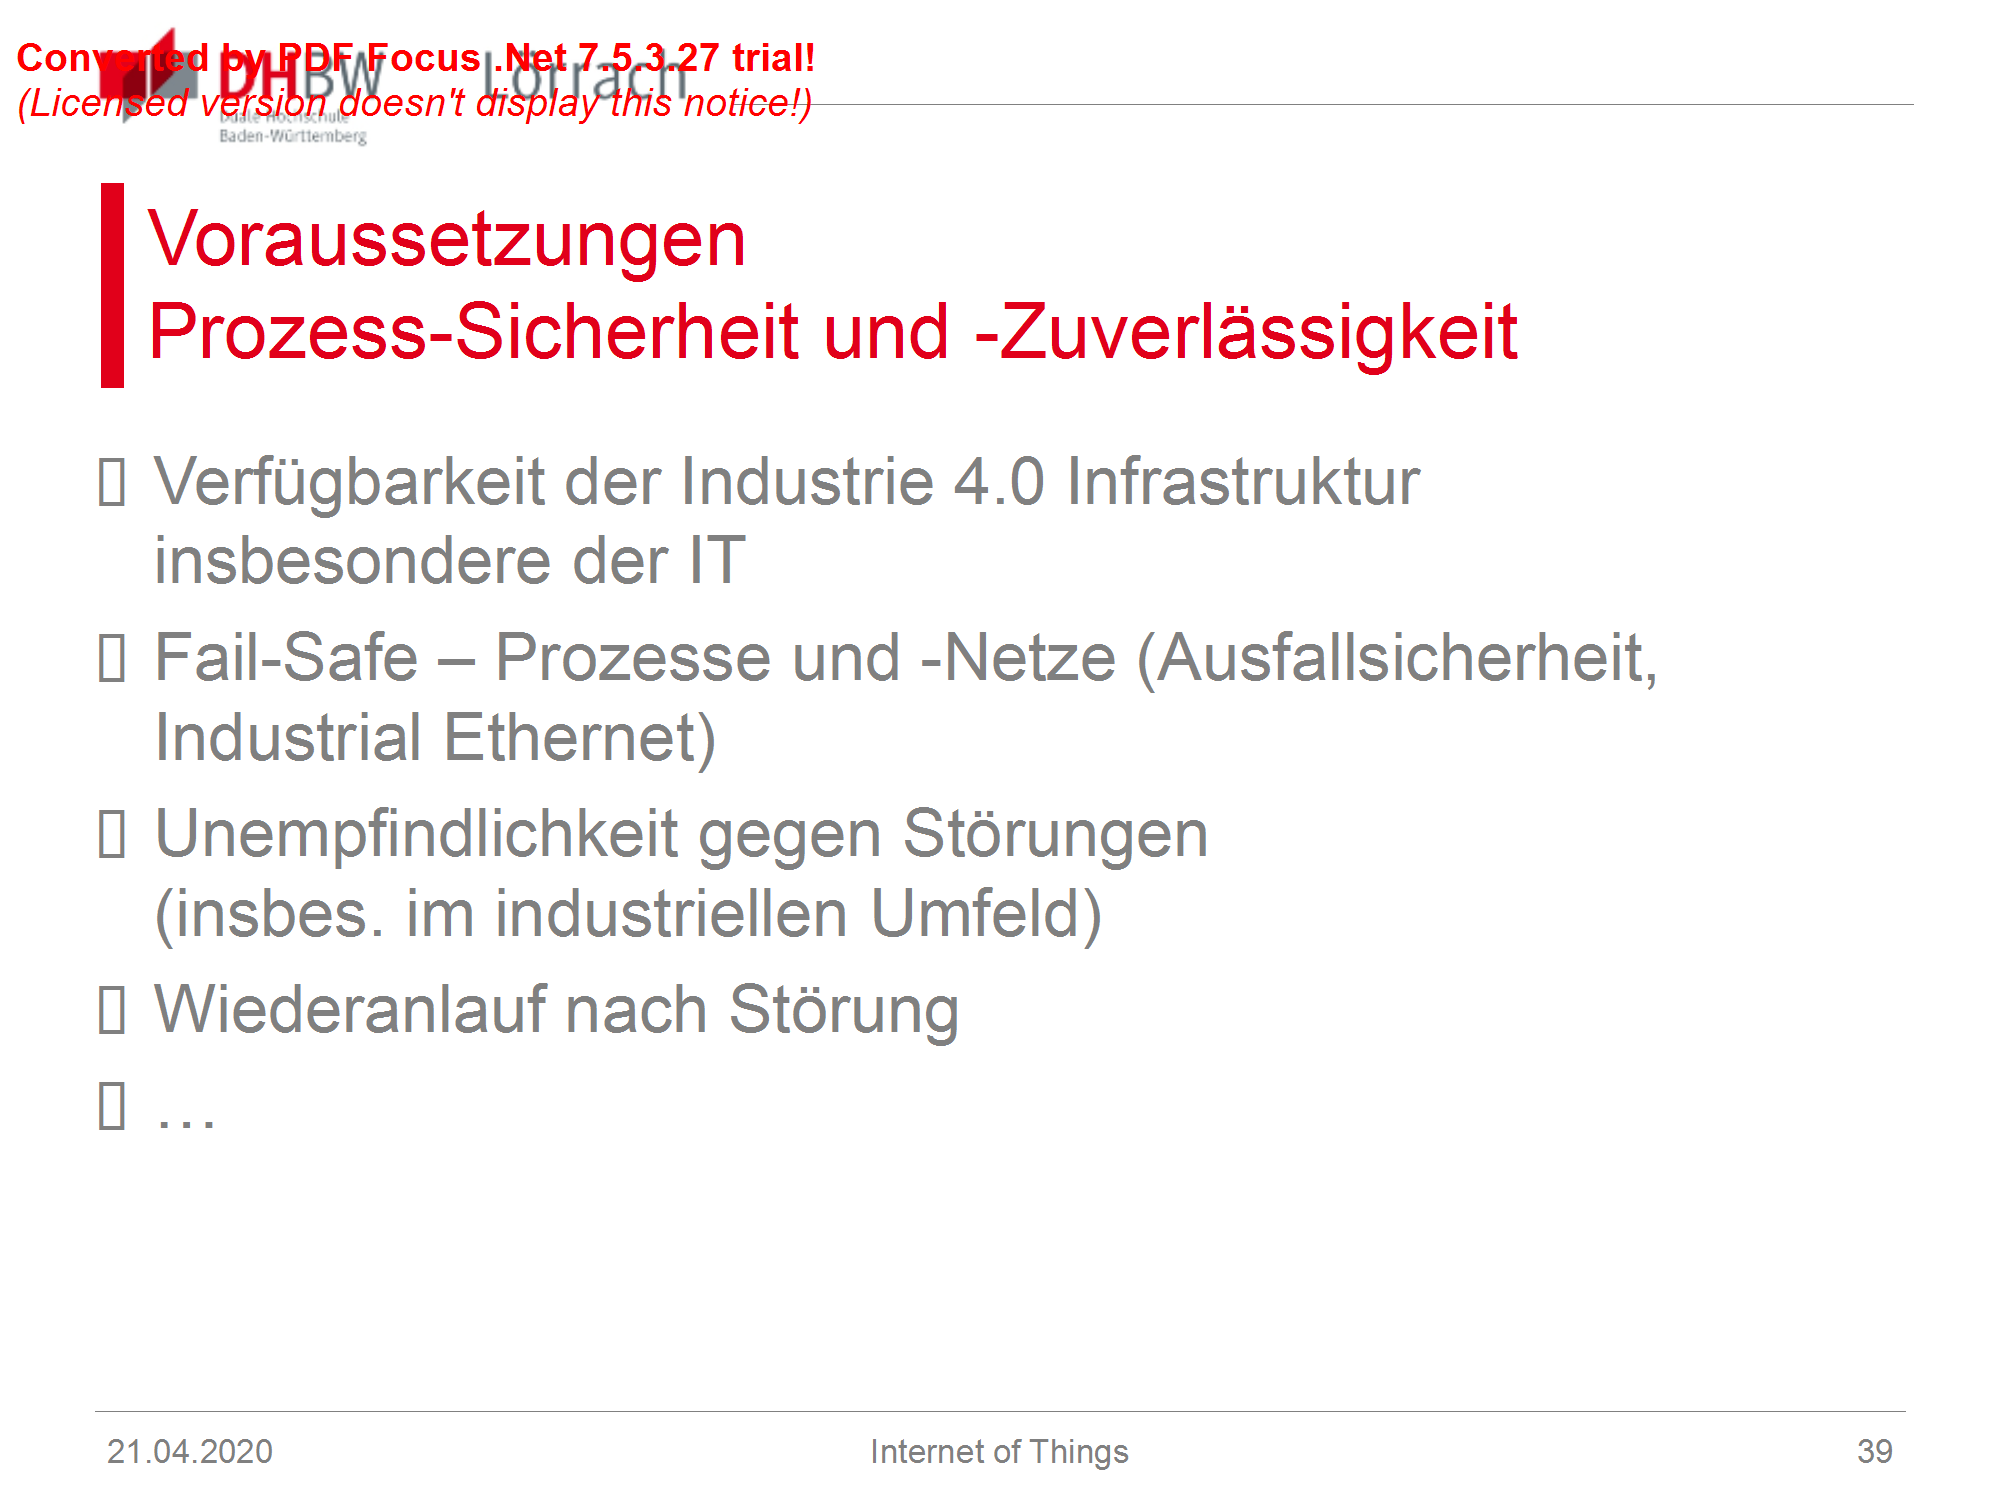 Converted by PDF Focus .Net 7.5.3.27 trial!
(Licensed version doesn't display this notice!)
DHBW Lörrach
Duale Hochschule
Baden-Württemberg
Voraussetzungen
Prozess-Sicherheit und -Zuverlässigkeit
Verfügbarkeit der Industrie 4.0 Infrastruktur
insbesondere der IT
Fail-Safe – Prozesse und -Netze (Ausfallsicherheit,
Industrial Ethernet)
Unempfindlichkeit gegen Störungen
(insbes. im industriellen Umfeld)
Wiederanlauf nach Störung
…
21.04.2020 Internet of Things 39